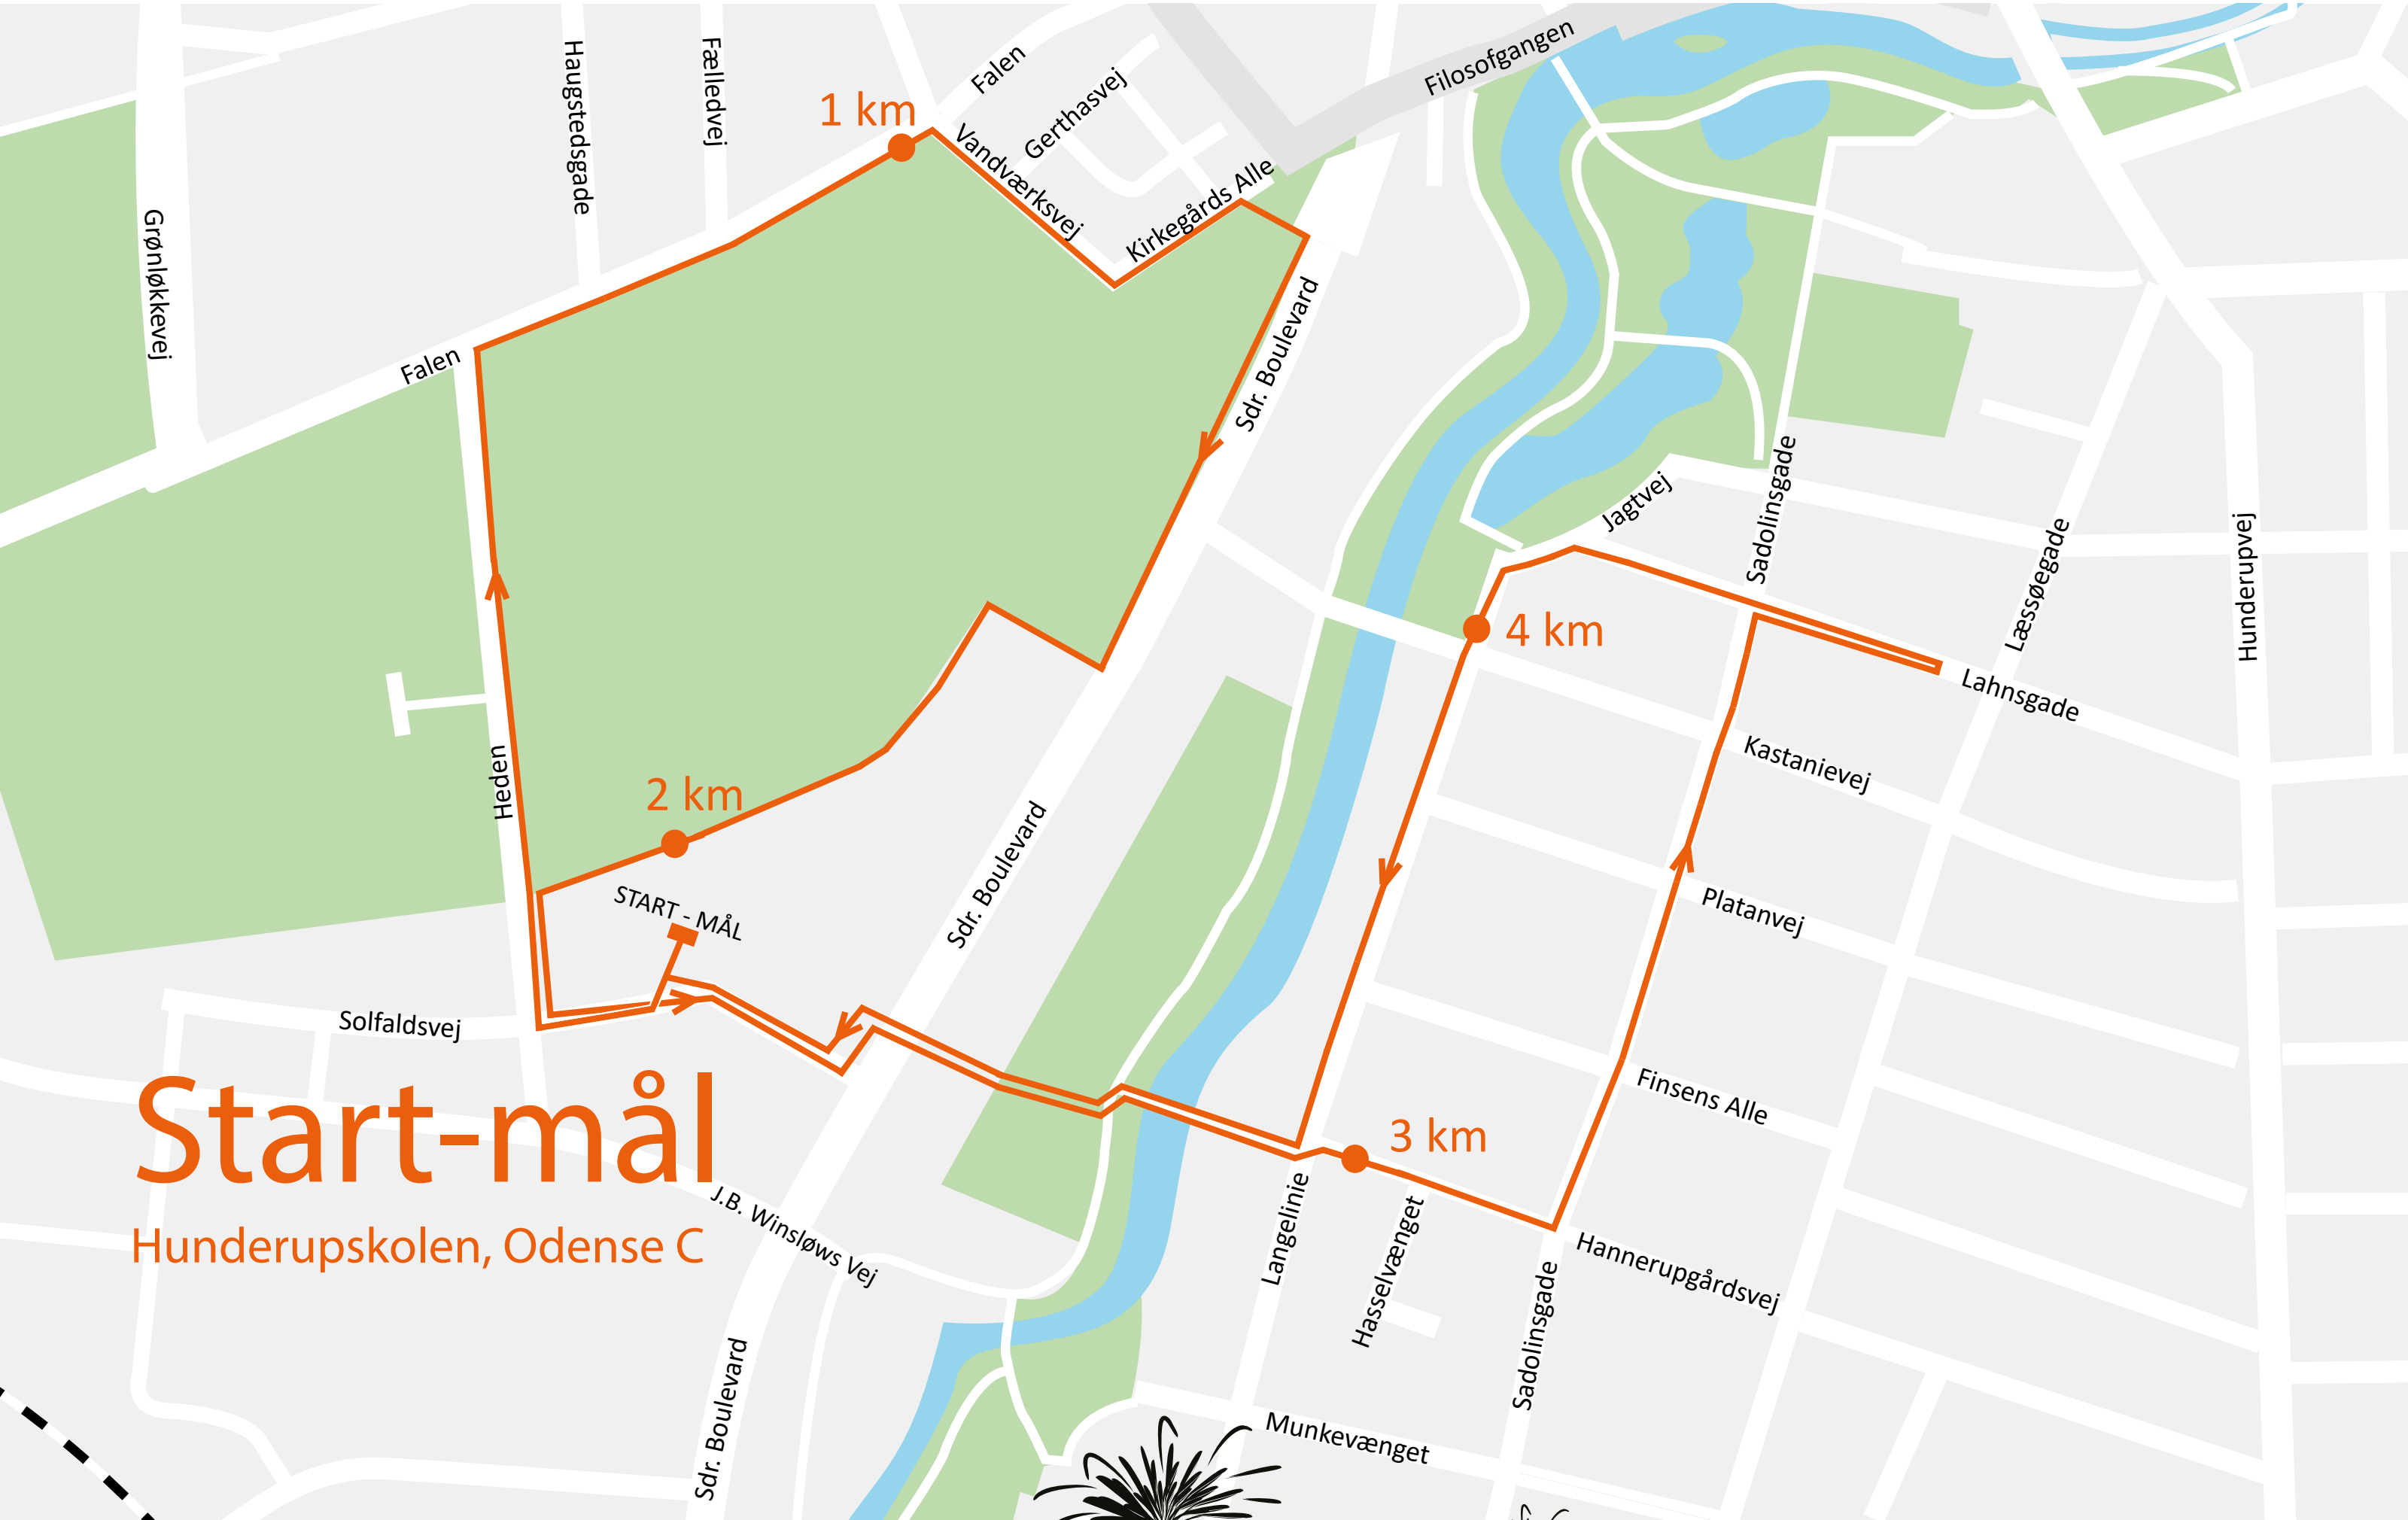 Filosofgangen
Falen
Gerthasvej
Haugstedsgade
Fælledvej
1 km
Vandværksvej
Kirkegårds Alle
Grønløkkevej
Falen
Sdr. Boulevard
Jagtvej
Sadolinsgade
Læssøegade
Hunderupvej
4 km
Lahnsgade
Kastanievej
Heden
2 km
START - MÅL
Sdr. Boulevard
Platanvej
Solfaldsvej
Finsens Alle
3 km
Start-mål
Hunderupskolen, Odense C
J.B. Winsløws Vej
Langelinie
Hasselvænget
Hannerupgårdsvej
Sadolinsgade
Sdr. Boulevard
Munkevænget